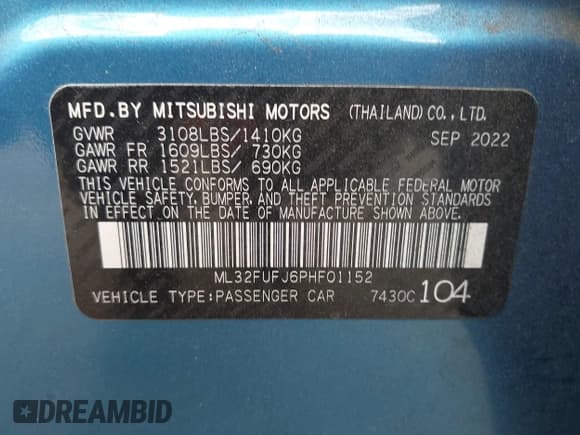 MFD.BY MITSUBISHI MOTORS (THAILAND) CO.,LTD.
GVWR 3108LBS/1410KG SEP 2022
GAWR FR 1609LBS/ 730KG
GAWR RR 1521LBS/ 690KG
THIS VEHICLE CONFORMS TO ALL APPLICABLE FEDERAL MOTOR
VEHICLE SAFETY, BUMPER, AND THEFT PREVENTION STANDARDS
IN EFFECT ON THE DATE OF MANUFACTURE SHOWN ABOVE.
ML32FUFJ6PHF01152
VEHICLE TYPE:PASSENGER CAR 7430C 104
DREAMBID